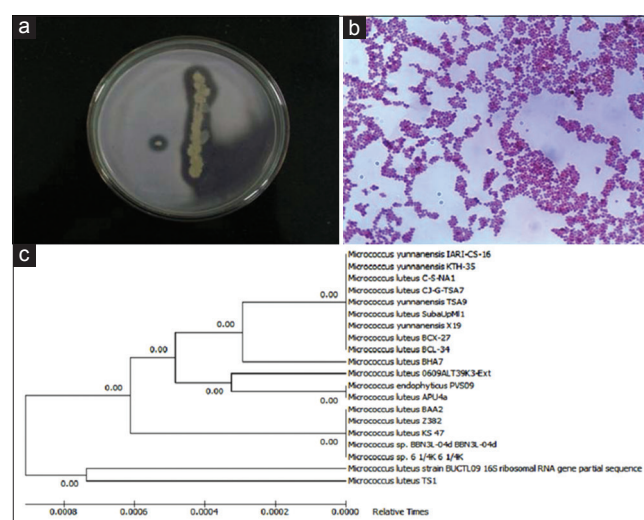 a
b
c
Micrococcus yunnanensis IARI-CS-16
Micrococcus yunnanensis KTH-35
Micrococcus luteus C-S-NA1
Micrococcus luteus CJ-G-TSA7
Micrococcus yunnanensis TSA9
Micrococcus luteus SubaUpMI1
Micrococcus yunnanensis X19
Micrococcus luteus BCX-27
Micrococcus luteus BCL-34
Micrococcus luteus BHA7
Micrococcus luteus 0609ALT39K3-Ext
Micrococcus endophyticus PVS09
Micrococcus luteus APU4a
Micrococcus luteus BAA2
Micrococcus luteus Z382
Micrococcus luteus KS 47
Micrococcus sp. BBN3L-04d BBN3L-04d
Micrococcus sp. 6 1/4K 6 1/4K
Micrococcus luteus strain BUCTL09 16S ribosomal RNA gene partial sequence
Micrococcus luteus TS1
0.00
0.00
0.00
0.00
0.00
0.00
0.00
0.00
0.0008
0.0006
0.0004
0.0002
0.0000
Relative Times